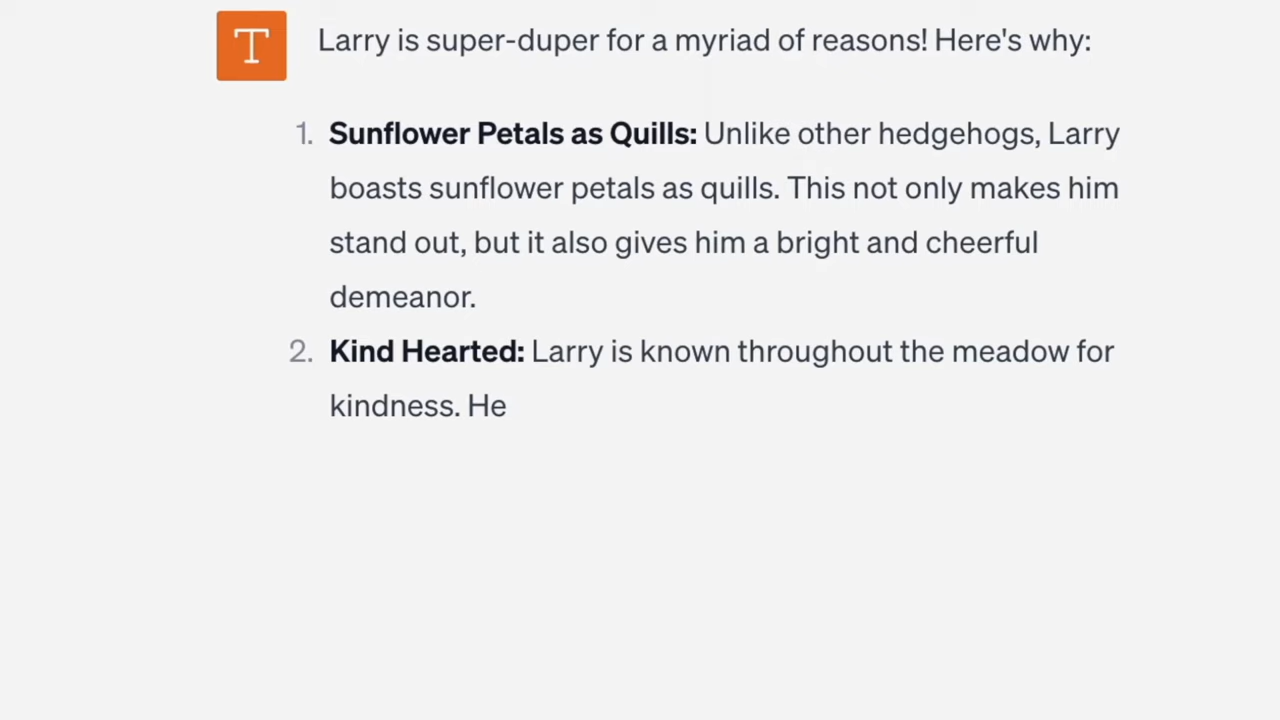 T
Larry is super-duper for a myriad of reasons! Here's why:
1. Sunflower Petals as Quills: Unlike other hedgehogs, Larry
boasts sunflower petals as quills. This not only makes him
stand out, but it also gives him a bright and cheerful
demeanor.
2. Kind Hearted: Larry is known throughout the meadow for
kindness. He